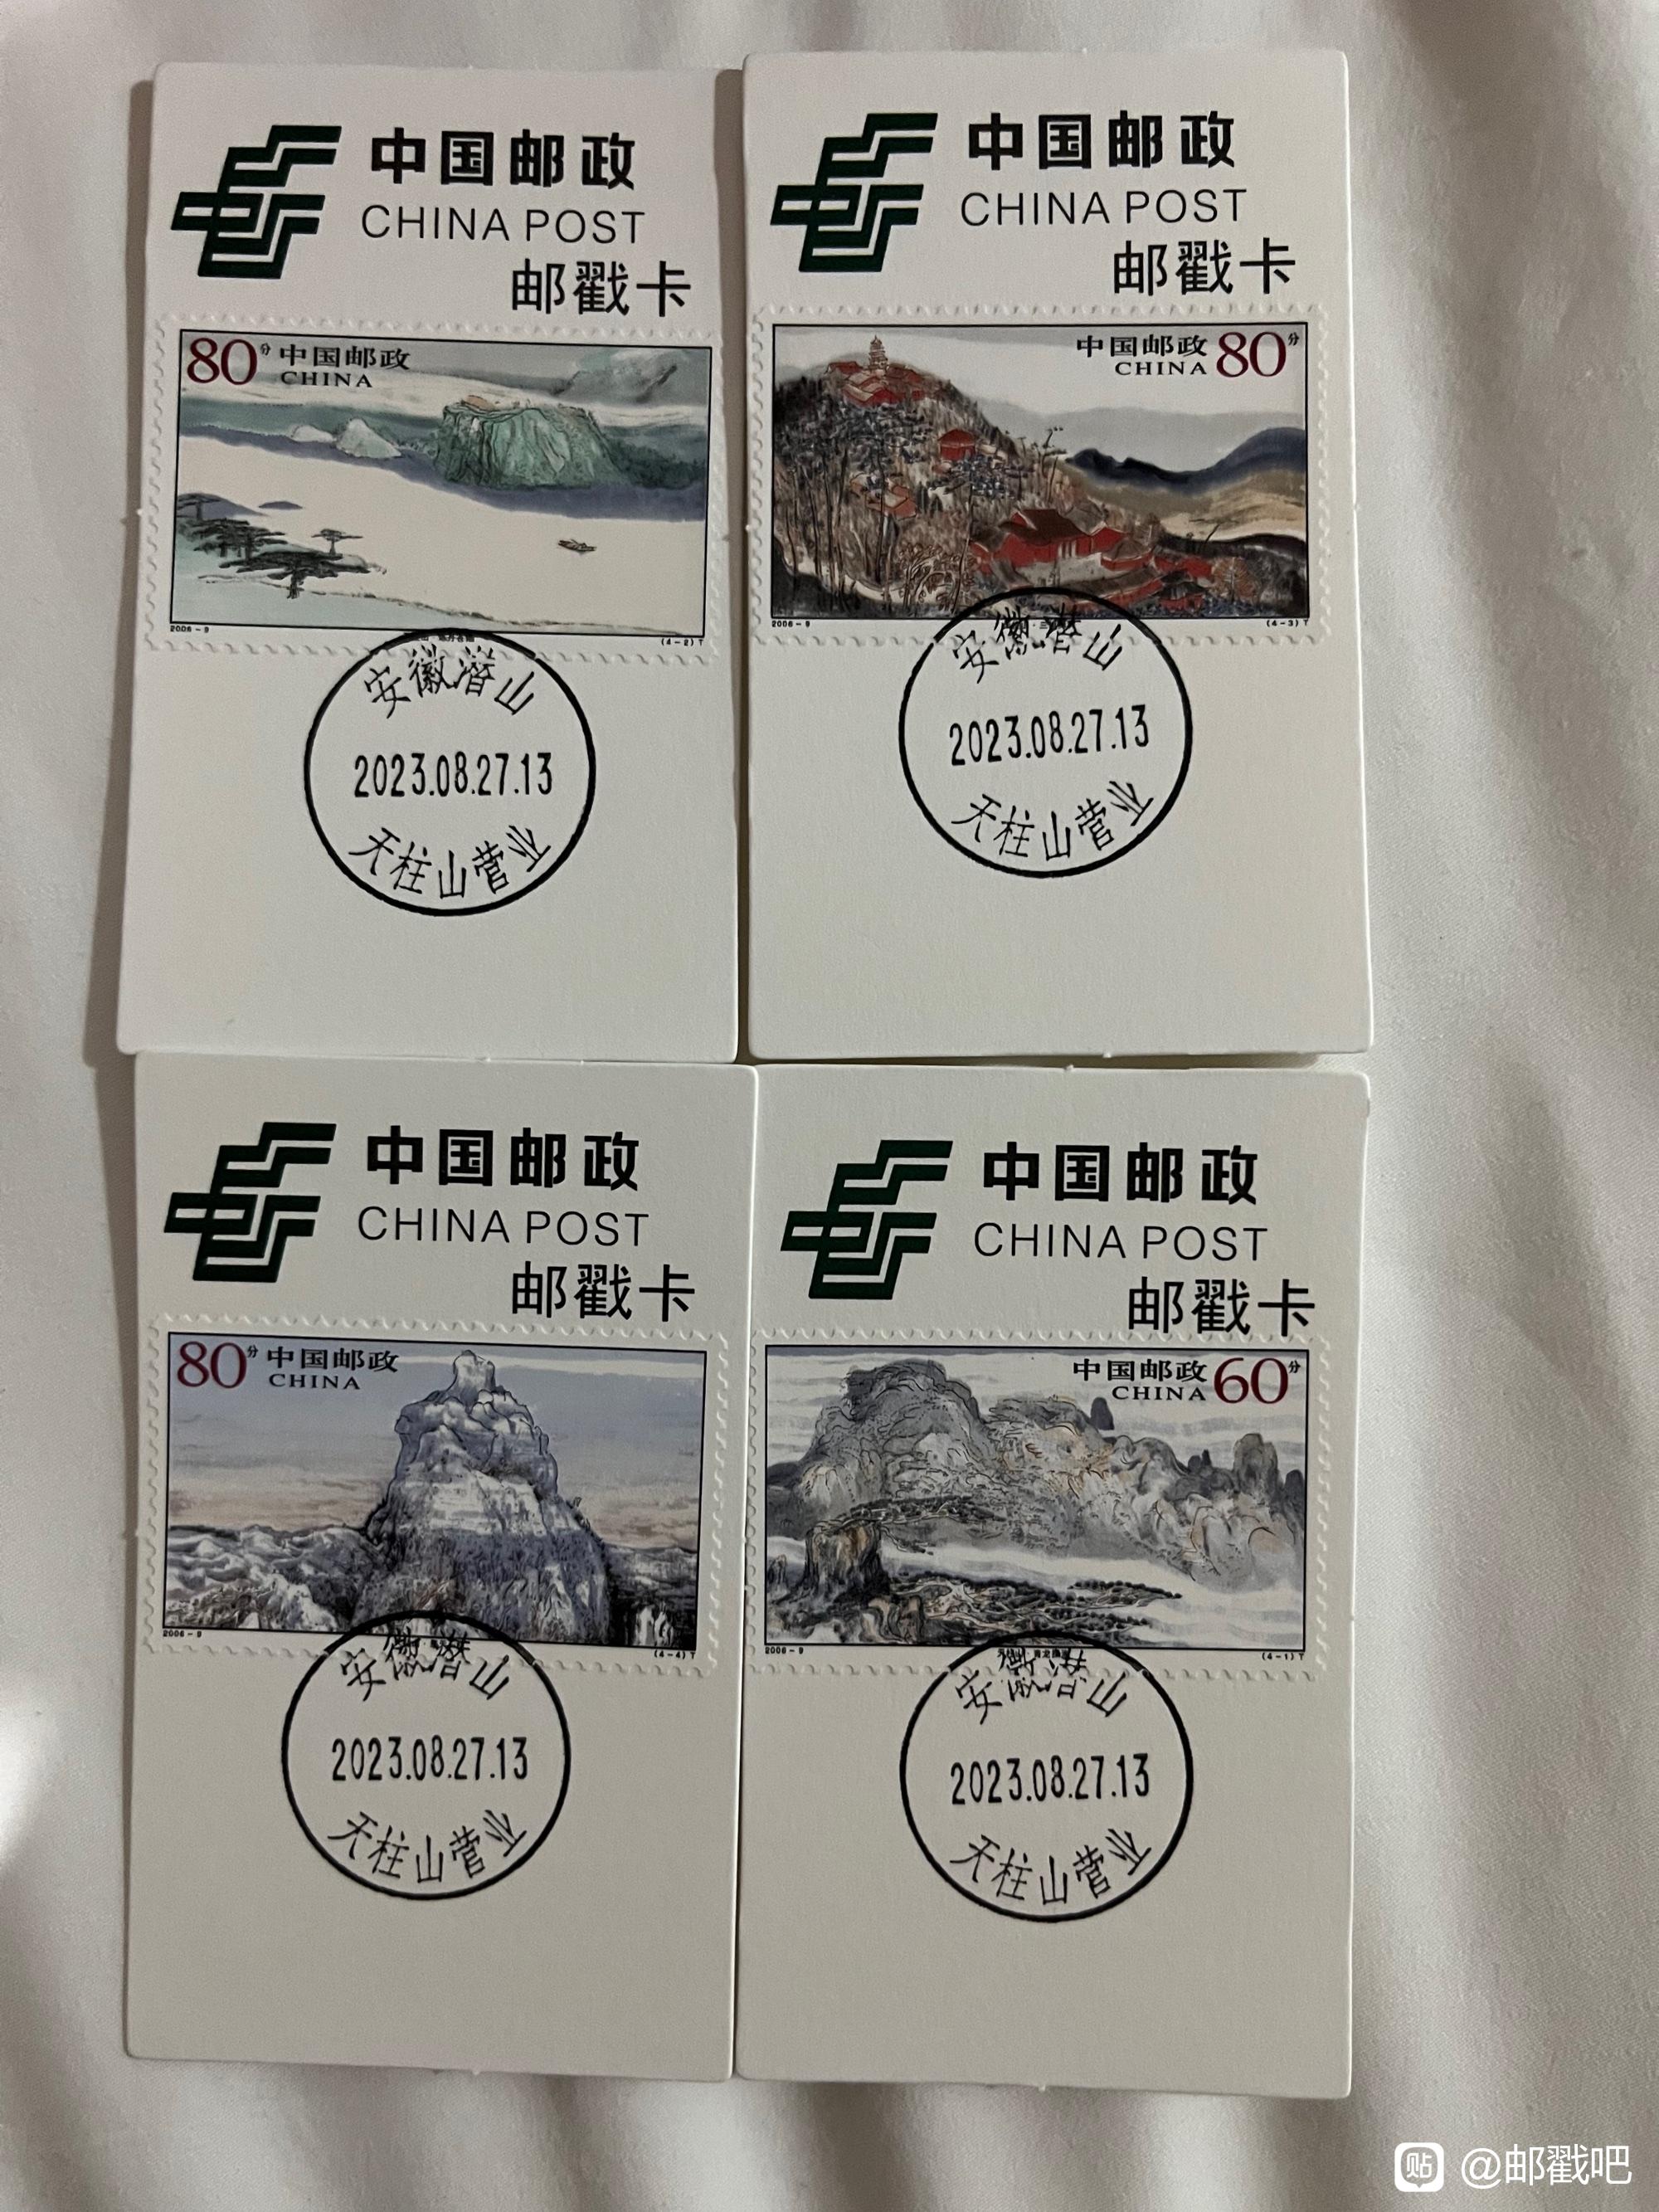 中国邮政
CHINA POST
邮戳卡
80分 中国邮政
CHINA
2006-9
(4-2)T
安徽潜山
2023.08.27.13
天柱山营业
中国邮政
CHINA POST
邮戳卡
中国邮政 80分
CHINA
2006-9
(4-3)T
安徽潜山
2023.08.27.13
天柱山营业
中国邮政
CHINA POST
邮戳卡
80分 中国邮政
CHINA
2006-9
(4-4)T
安徽潜山
2023.08.27.13
天柱山营业
中国邮政
CHINA POST
邮戳卡
中国邮政 60分
CHINA
2006-9
(4-1)T
安徽潜山
2023.08.27.13
天柱山营业
贴 @邮戳吧